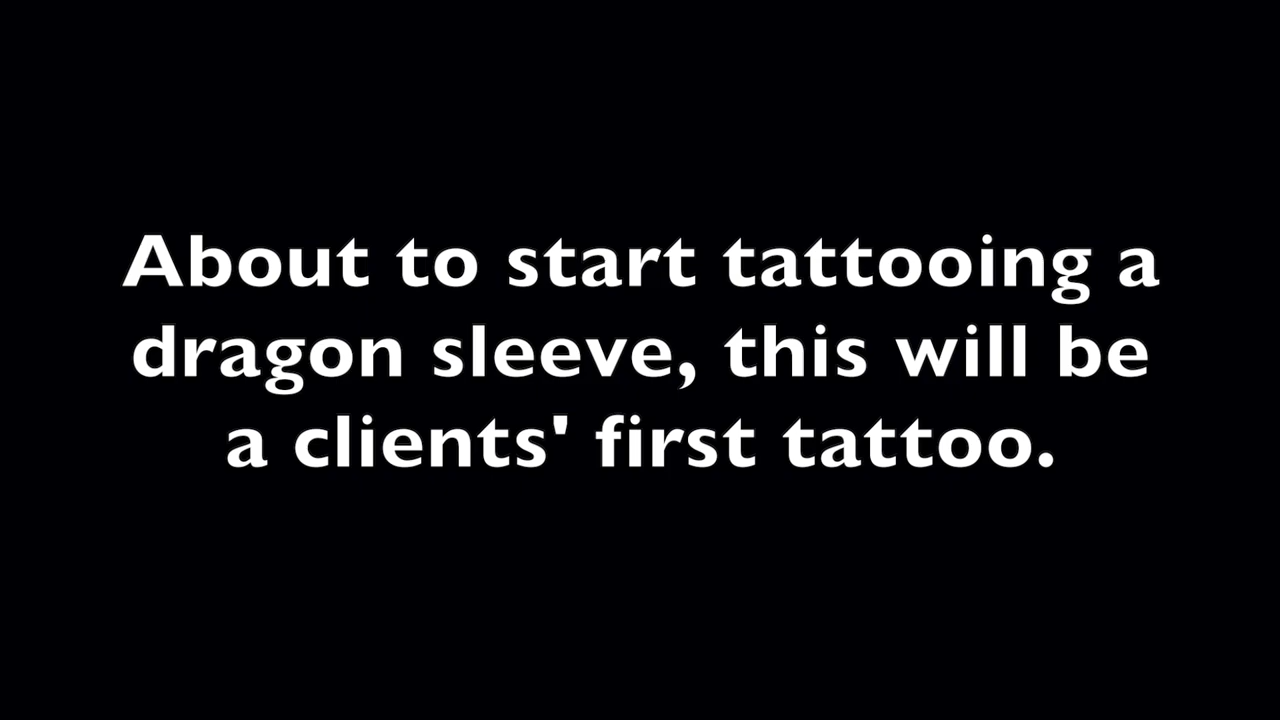 About to start tattooing a
dragon sleeve, this will be
a clients' first tattoo.